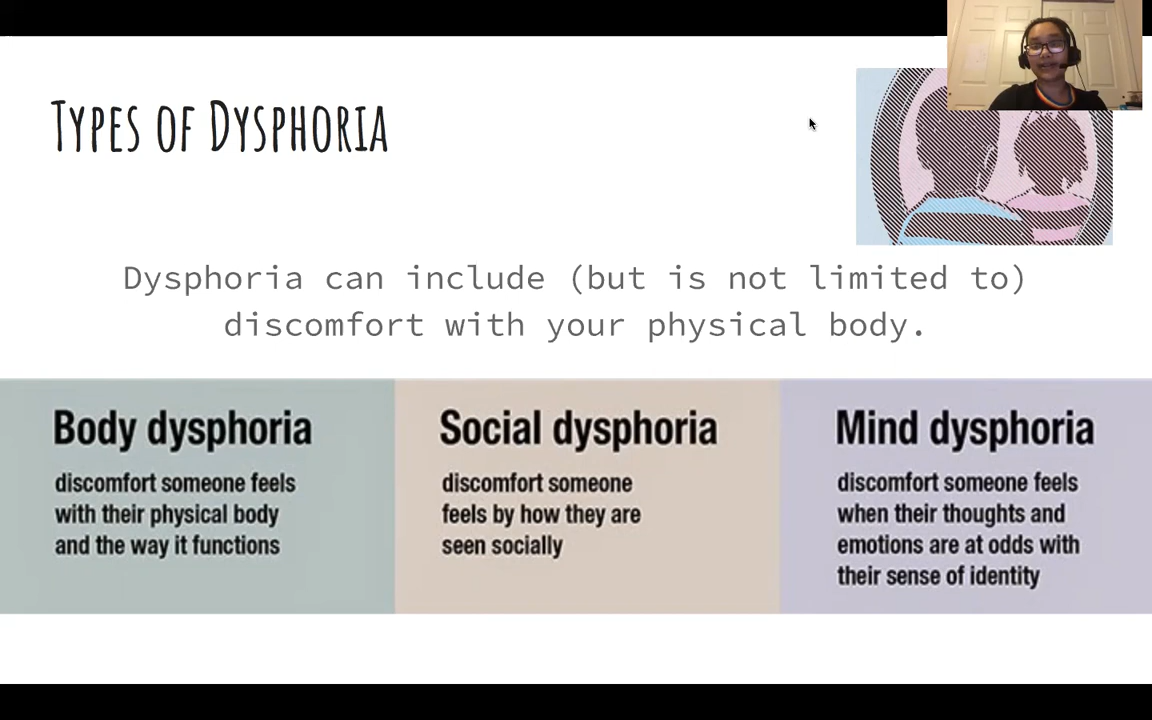 Types of Dysphoria
Dysphoria can include (but is not limited to)
discomfort with your physical body.
Body dysphoria
discomfort someone feels
with their physical body
and the way it functions
Social dysphoria
discomfort someone
feels by how they are
seen socially
Mind dysphoria
discomfort someone feels
when their thoughts and
emotions are at odds with
their sense of identity